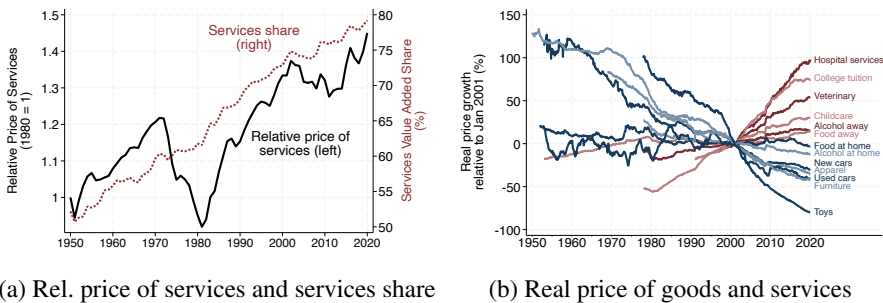 Relative Price of Services
(1980 = 1)
1.5
1.4
1.3
1.2
1.1
1
Services share
(right)
Relative price of
services (left)
80
75
70
65
60
55
50
Services Value Added Share
(%)
1950 1960 1970 1980 1990 2000 2010 2020
(a) Rel. price of services and services share
Real price growth
relative to Jan 2001 (%)
150
100
50
0
-50
-100
Hospital services
College tuition
Veterinary
Childcare
Alcohol away
Food away
Food at home
Alcohol at home
New cars
Apparel
Used cars
Furniture
Toys
1950 1960 1970 1980 1990 2000 2010 2020
(b) Real price of goods and services